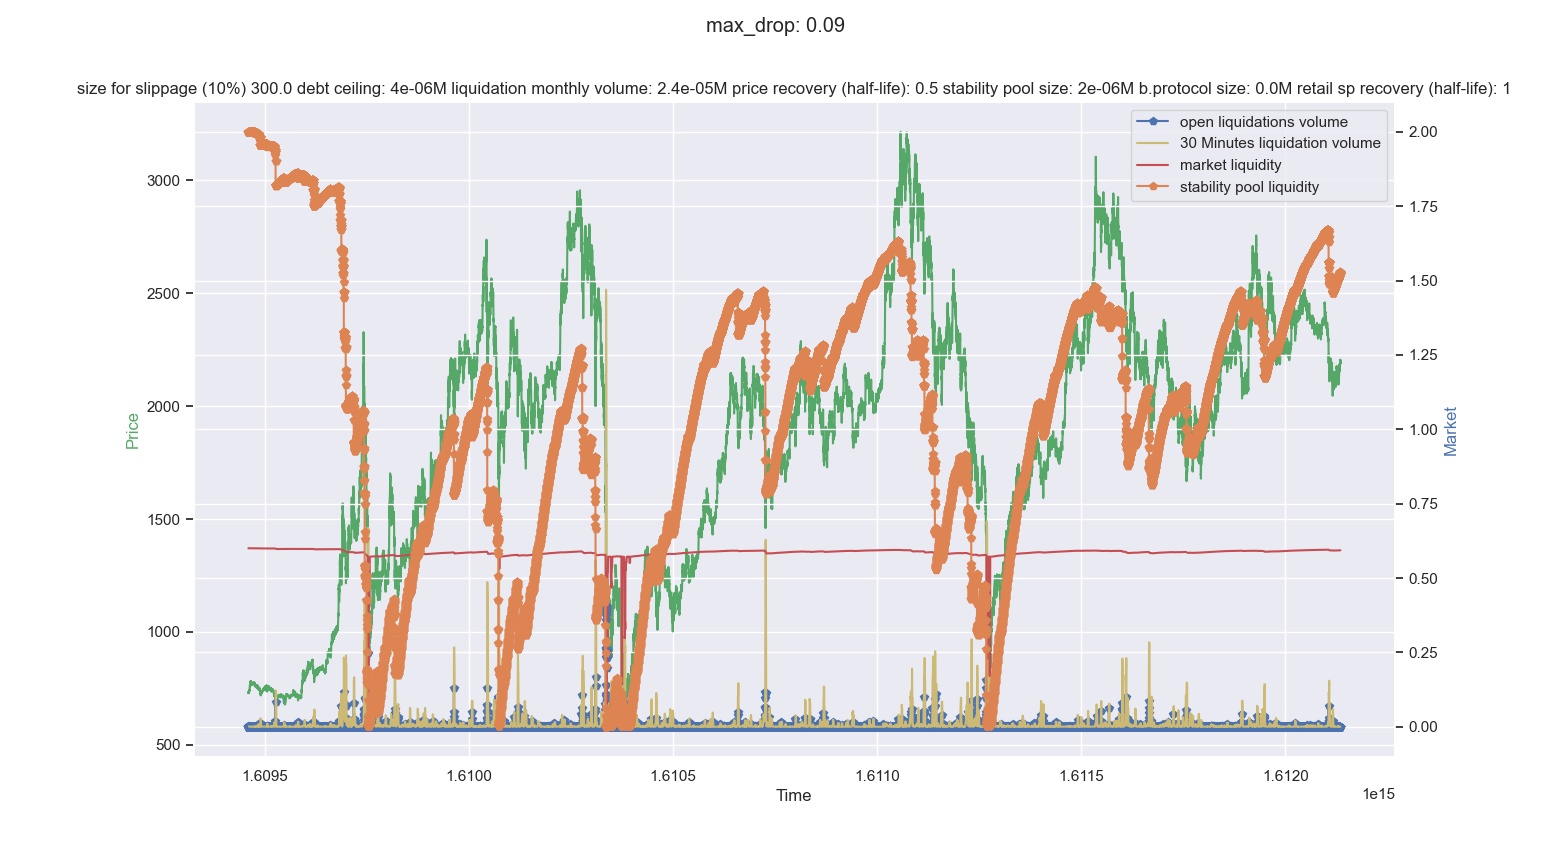 max_drop: 0.09
size for slippage (10%) 300.0 debt ceiling: 4e-06M liquidation monthly volume: 2.4e-05M price recovery (half-life): 0.5 stability pool size: 2e-06M b.protocol size: 0.0M retail sp recovery (half-life): 1
open liquidations volume
30 Minutes liquidation volume
market liquidity
stability pool liquidity
3000
2500
2000
1500
1000
500
Price
2.00
1.75
1.50
1.25
1.00
0.75
0.50
0.25
0.00
Market
1.6095
1.6100
1.6105
1.6110
1.6115
1.6120
1e15
Time